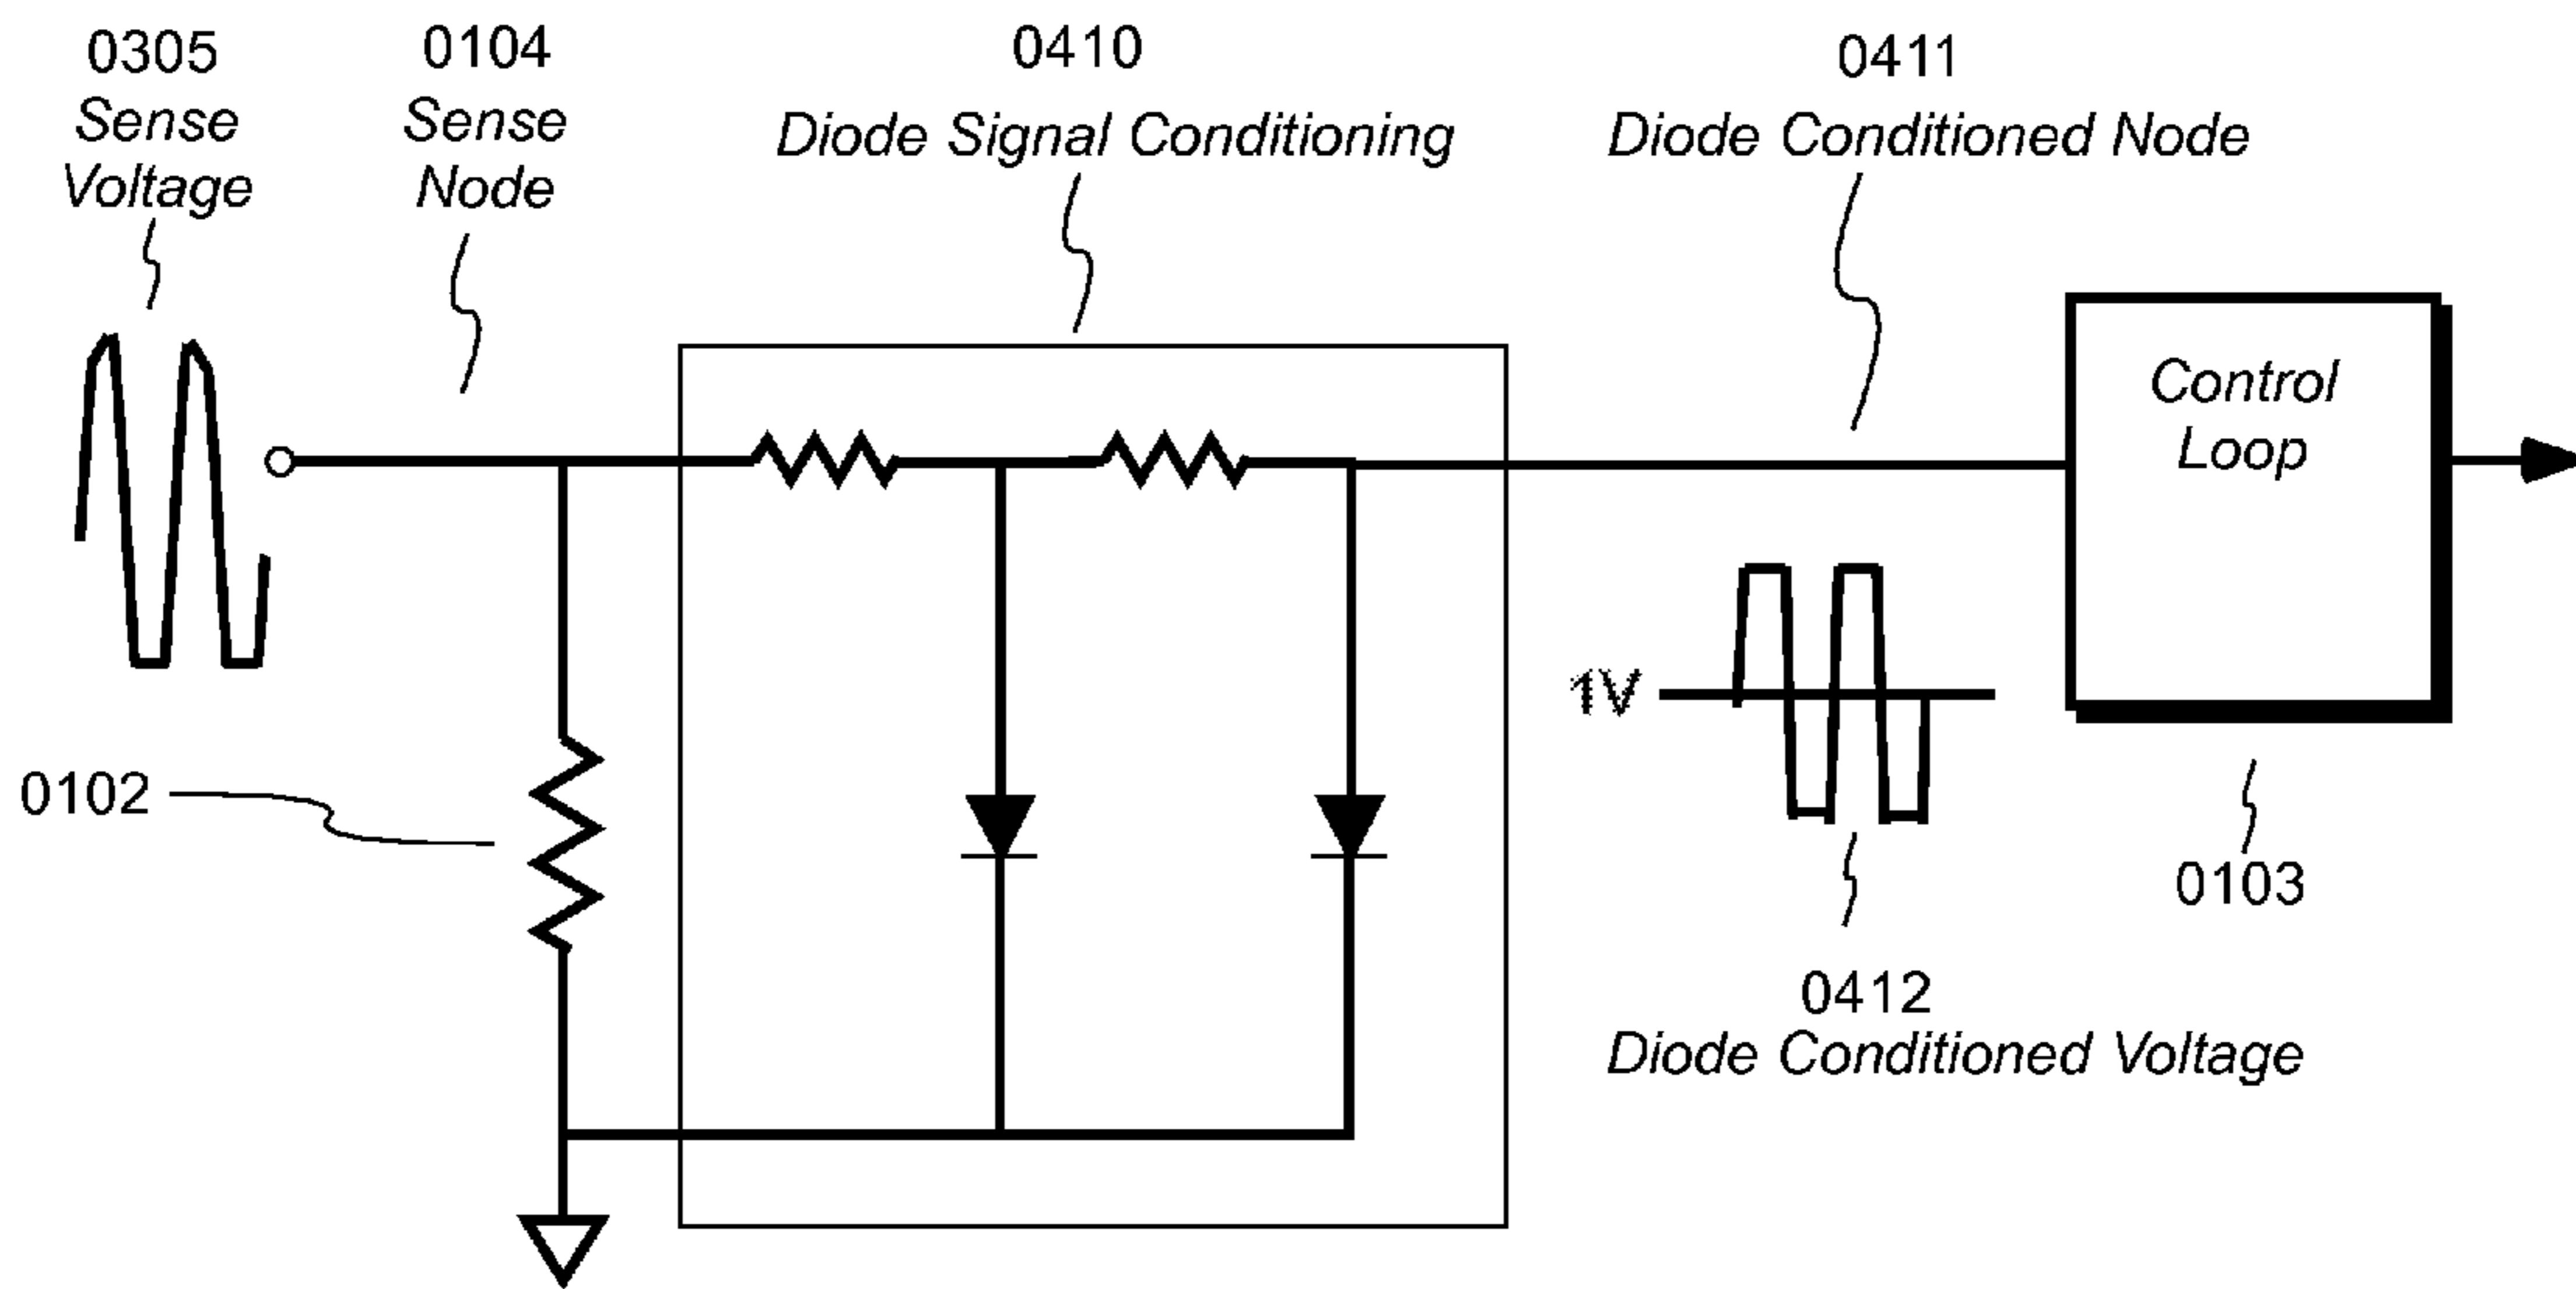 0305
Sense
Voltage
0104
Sense
Node
0410
Diode Signal Conditioning
0411
Diode Conditioned Node
Control
Loop
1V
0102
0103
0412
Diode Conditioned Voltage